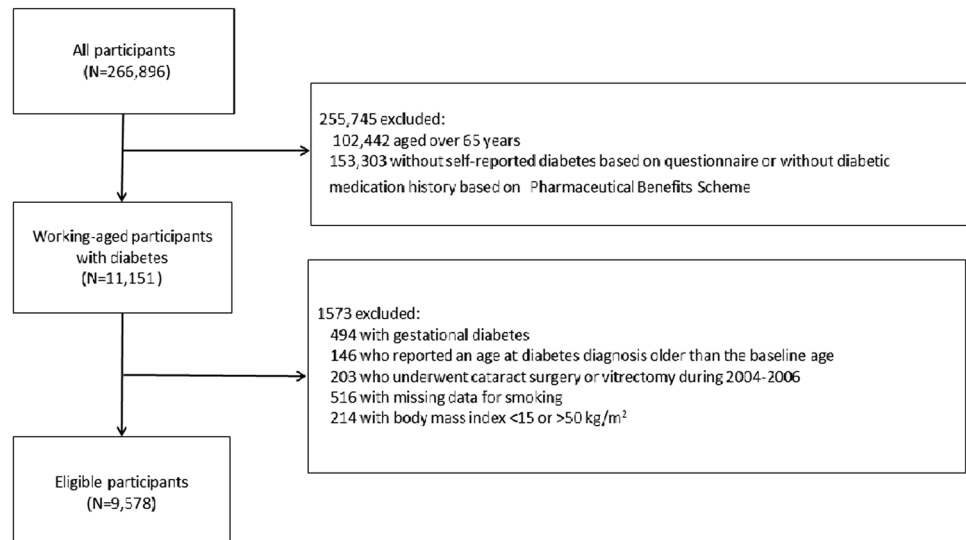 All participants
(N=266,896)
255,745 excluded:
102,442 aged over 65 years
153,303 without self-reported diabetes based on questionnaire or without diabetic
medication history based on Pharmaceutical Benefits Scheme
Working-aged participants
with diabetes
(N=11,151 )
1573 excluded:
494 with gestational diabetes
146 who reported an age at diabetes diagnosis older than the baseline age
203 who underwent cataract surgery or vitrectomy during 2004-2006
516 with missing data for smoking
214 with body mass index <15 or >50 kg/m²
Eligible participants
(N=9,578)